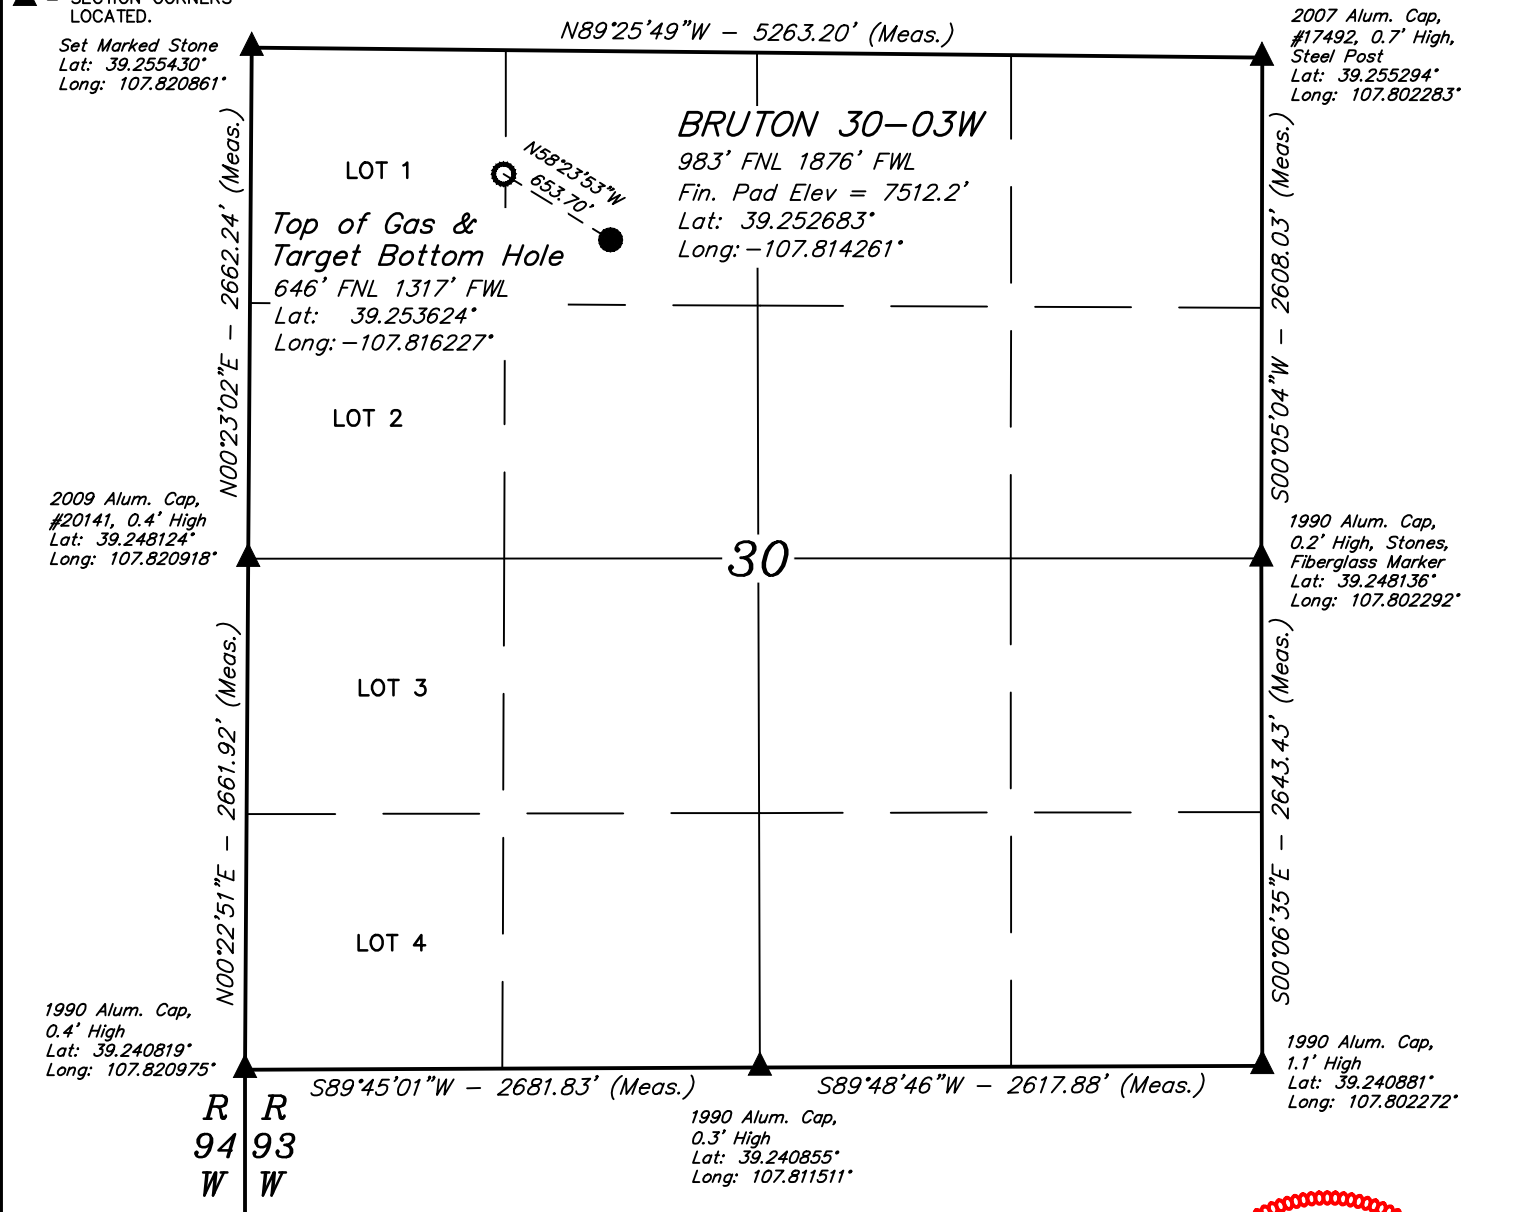 LOCATED.
Set Marked Stone
Lat: 39.255430°
Long: 107.820861°
N89°25'49"W – 5263.20' (Meas.)
2007 Alum. Cap,
#17492, 0.7' High,
Steel Post
Lat: 39.255294°
Long: 107.802283°
N00°23'02"E – 2662.24' (Meas.)
LOT 1
N58°23'53"W
653.70'
BRUTON 30-03W
983' FNL 1876' FWL
Fin. Pad Elev = 7512.2'
Lat: 39.252683°
Long: -107.814261°
Top of Gas &
Target Bottom Hole
646' FNL 1317' FWL
Lat: 39.253624°
Long: -107.816227°
S00°05'04"W – 2608.03' (Meas.)
LOT 2
2009 Alum. Cap,
#20141, 0.4' High
Lat: 39.248124°
Long: 107.820918°
30
1990 Alum. Cap,
0.2' High, Stones,
Fiberglass Marker
Lat: 39.248136°
Long: 107.802292°
N00°22'51"E – 2661.92' (Meas.)
LOT 3
S00°06'35"E – 2643.43' (Meas.)
LOT 4
1990 Alum. Cap,
0.4' High
Lat: 39.240819°
Long: 107.820975°
S89°45'01"W – 2681.83' (Meas.)
S89°48'46"W – 2617.88' (Meas.)
1990 Alum. Cap,
1.1' High
Lat: 39.240881°
Long: 107.802272°
1990 Alum. Cap,
0.3' High
Lat: 39.240855°
Long: 107.811511°
R R
94 93
W W